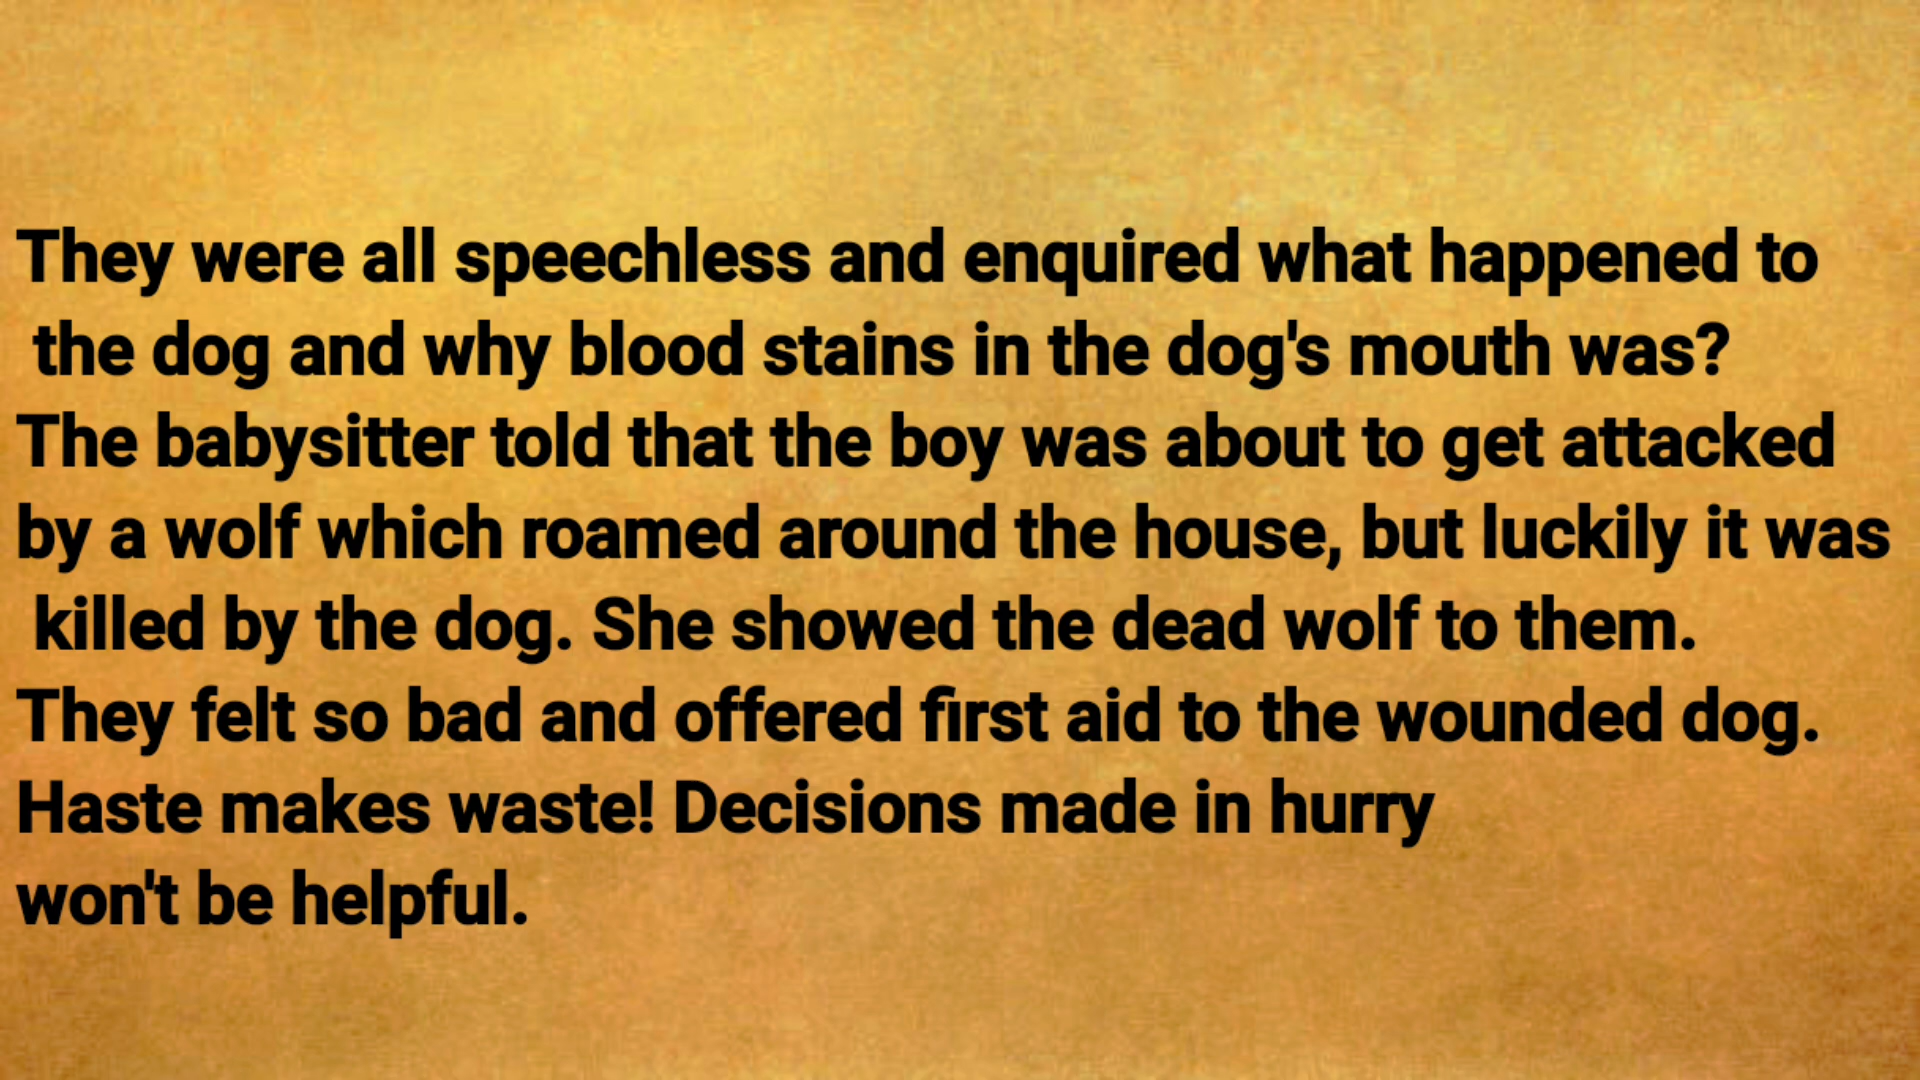 They were all speechless and enquired what happened to
the dog and why blood stains in the dog's mouth was?
The babysitter told that the boy was about to get attacked
by a wolf which roamed around the house, but luckily it was
killed by the dog. She showed the dead wolf to them.
They felt so bad and offered first aid to the wounded dog.
Haste makes waste! Decisions made in hurry
won't be helpful.